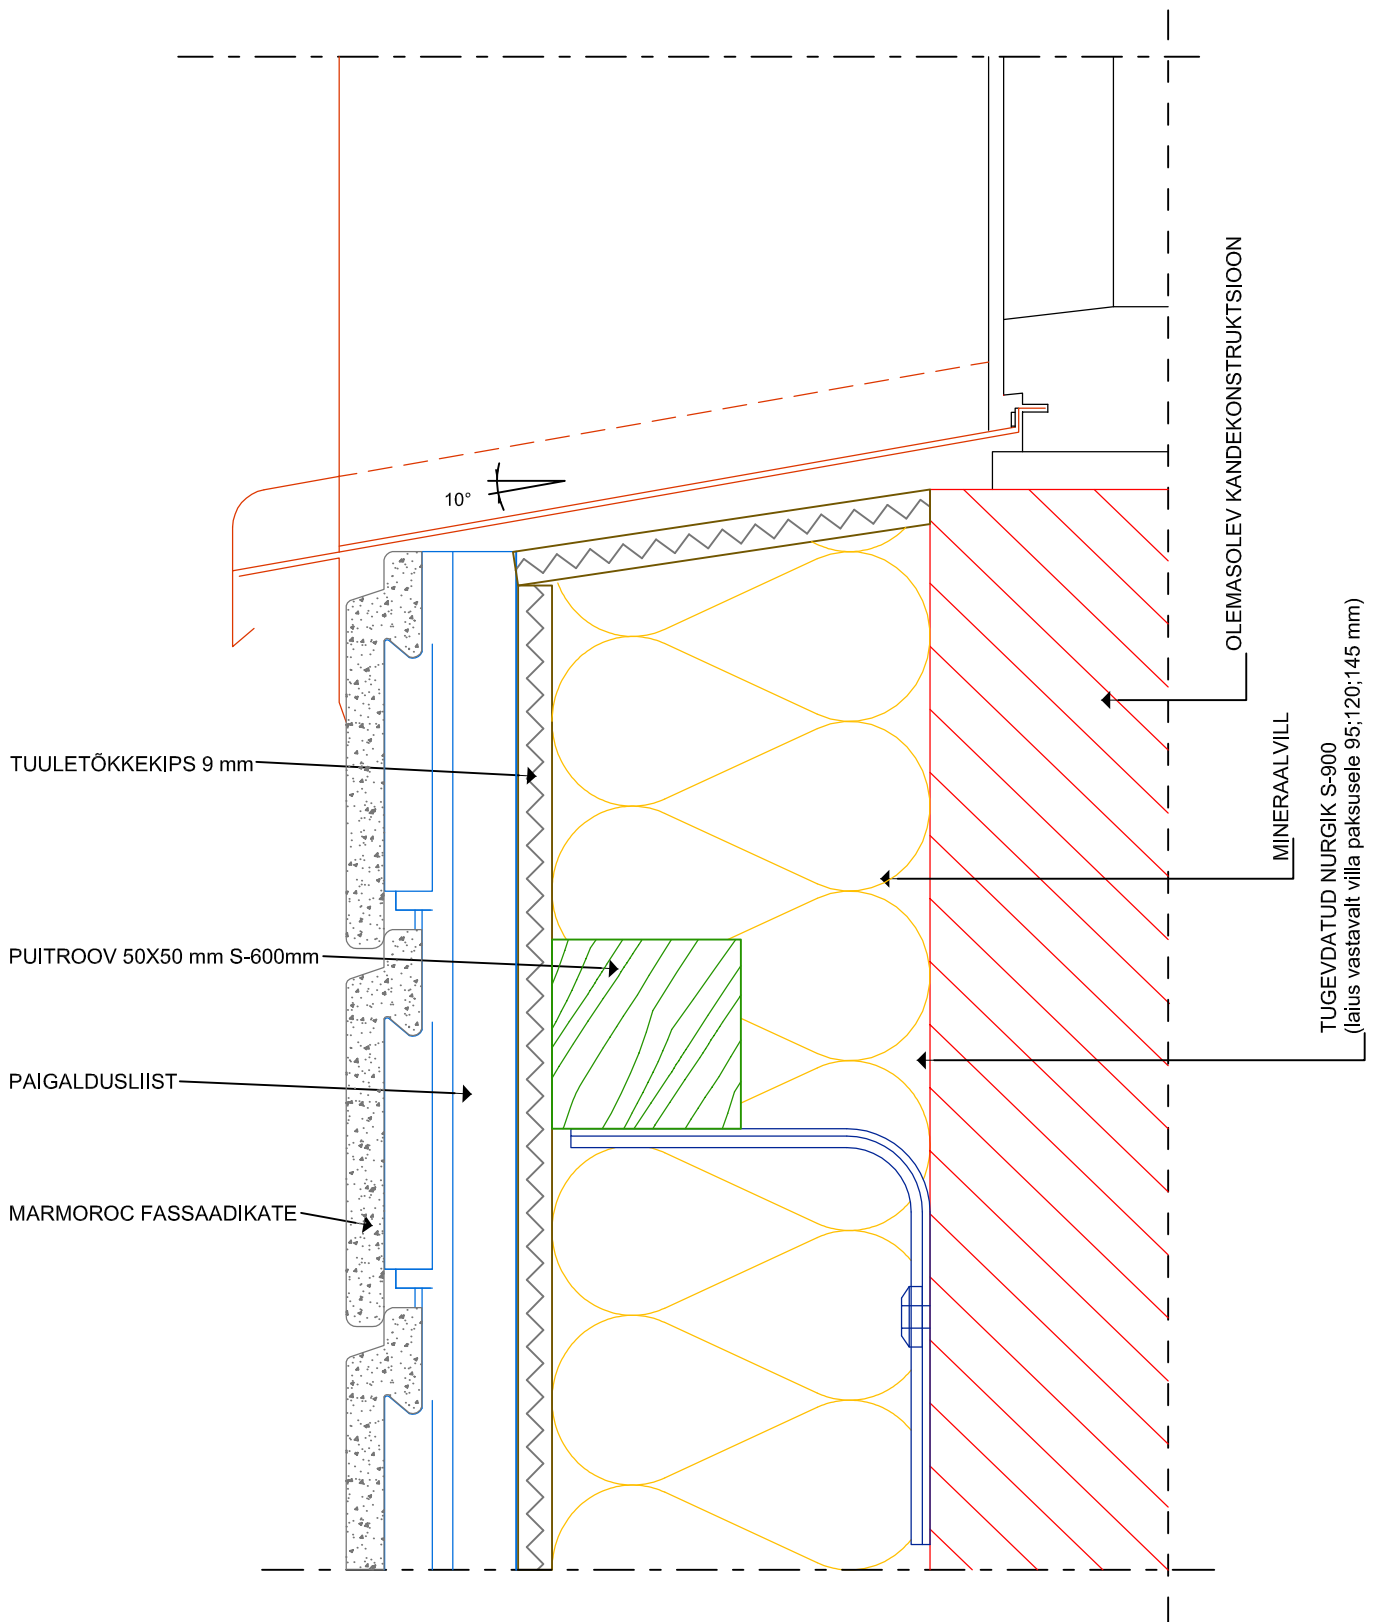 10°
TUULETÕKKEKIPS 9 mm
PUITROOV 50X50 mm S-600mm
PAIGALDUSLIIST
MARMOROC FASSAADIKATE
OLEMASOLEV KANDEKONSTRUKTSIOON
MINERAALVILL
TUGEVDATUD NURGIK S-900
(laius vastavalt villa paksusele 95;120;145 mm)